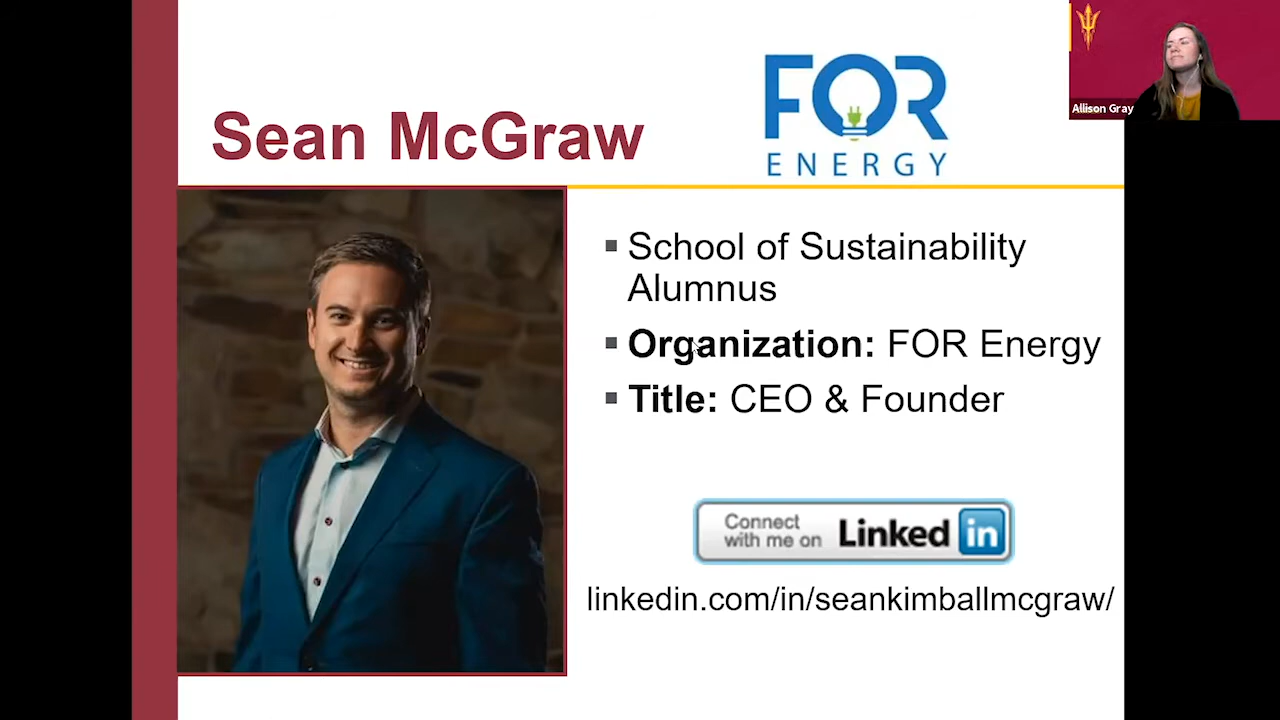 Sean McGraw
FOR
ENERGY
Allison Gray
School of Sustainability
Alumnus
Organization: FOR Energy
Title: CEO & Founder
Connect
with me on
Linked in
linkedin.com/in/seankimballmcgraw/